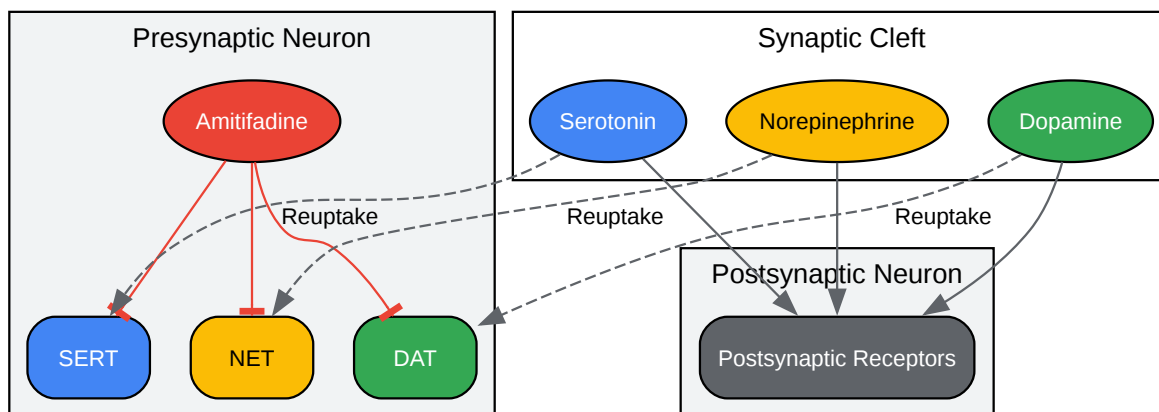 Presynaptic Neuron
Synaptic Cleft
Amitifadine
Serotonin
Norepinephrine
Dopamine
Reuptake
Reuptake
Reuptake
Postsynaptic Neuron
SERT
NET
DAT
Postsynaptic Receptors